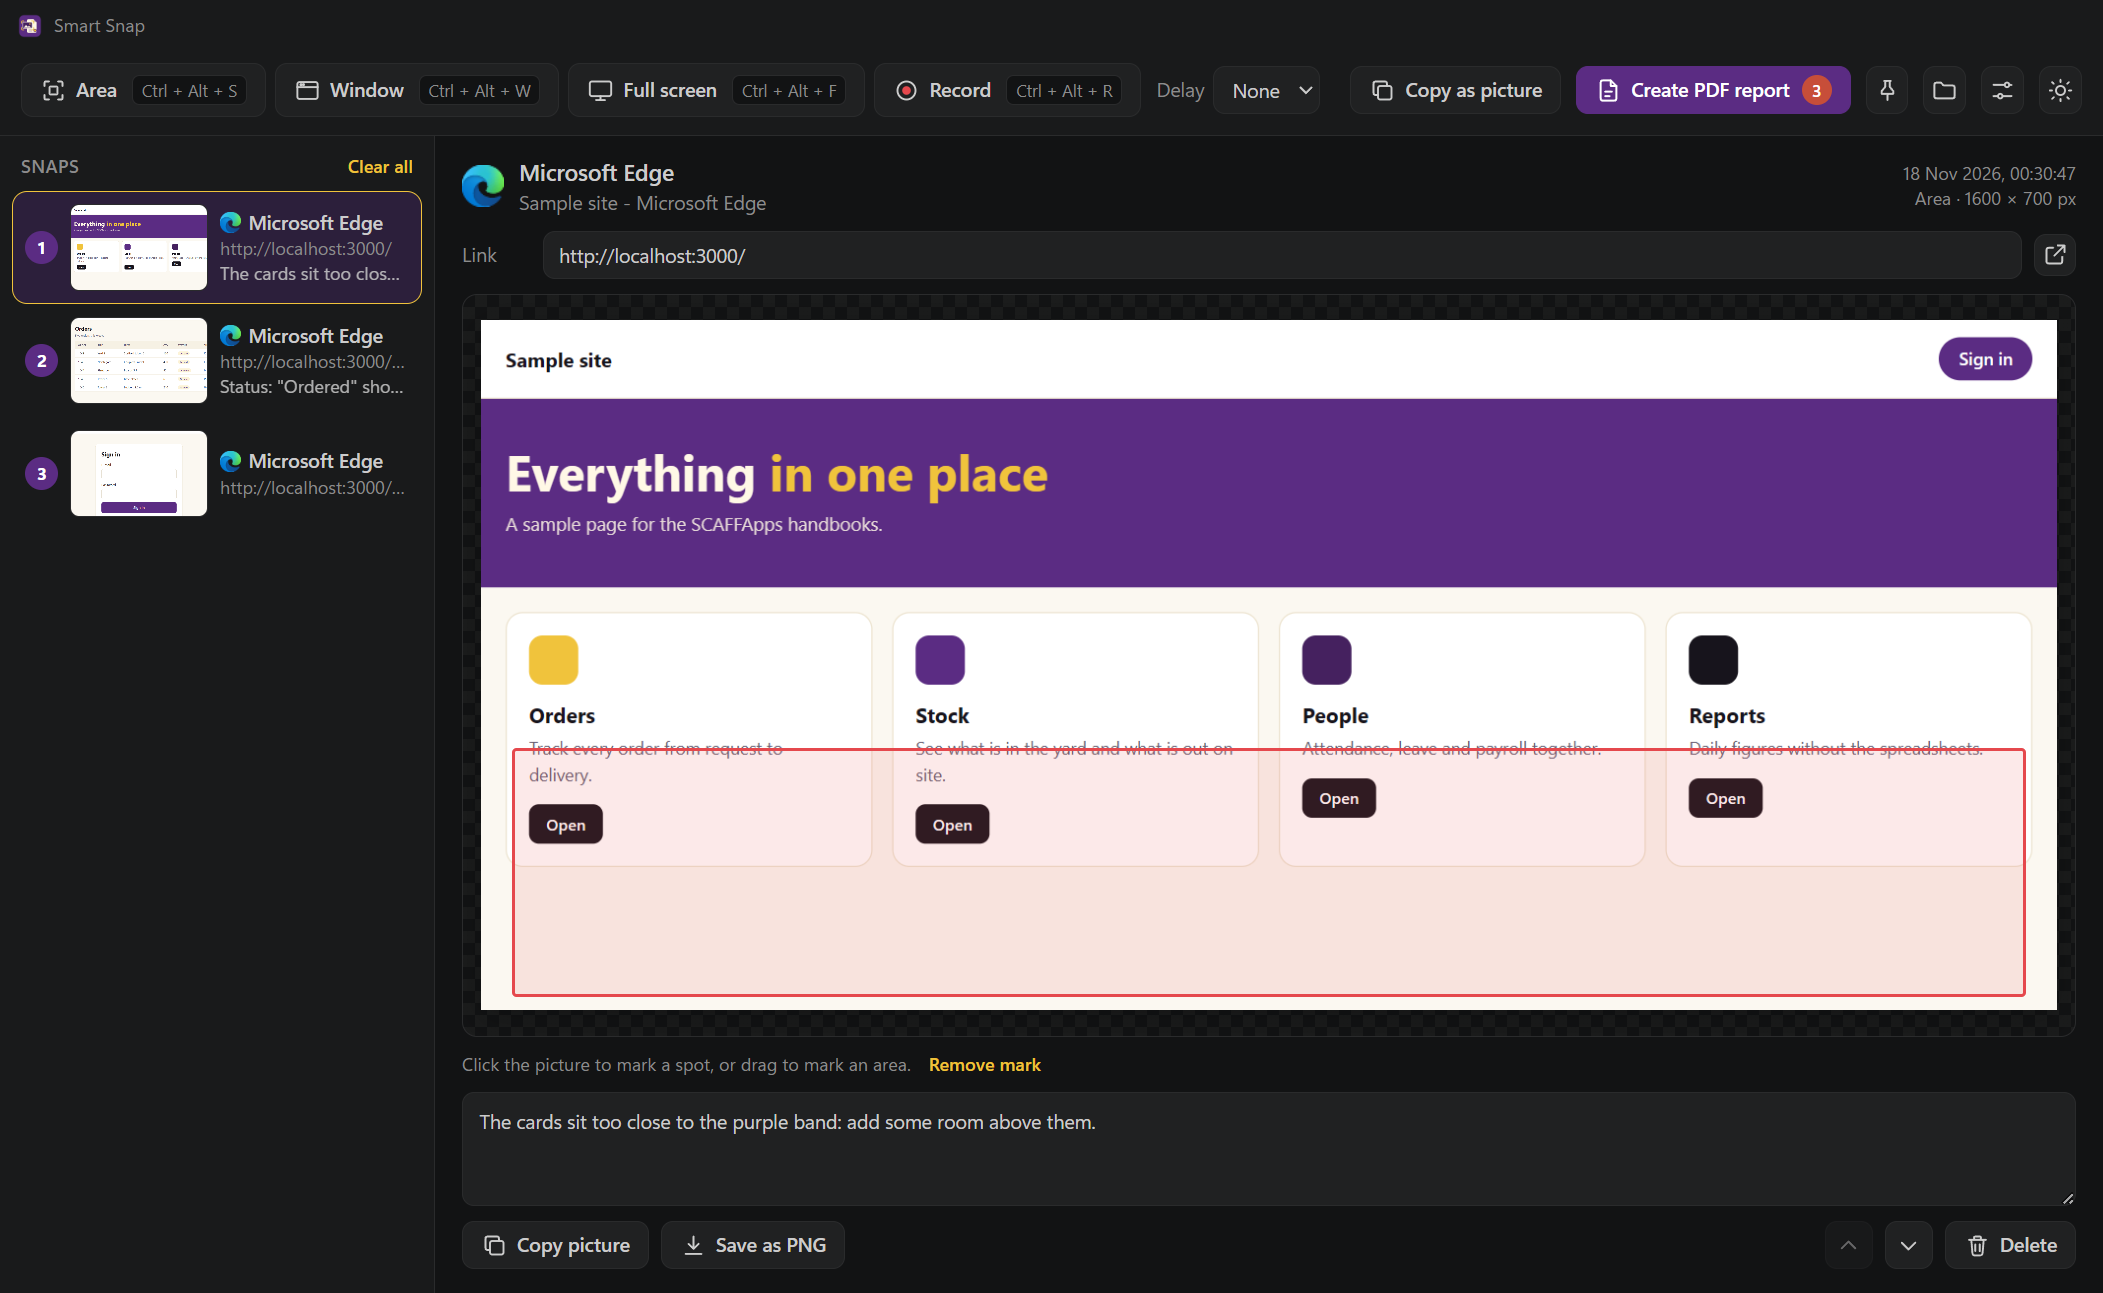 Smart Snap
Area Ctrl + Alt + S Window Ctrl + Alt + W Full screen Ctrl + Alt + F Record Ctrl + Alt + R Delay None Copy as picture Create PDF report 3
SNAPS Clear all
1 Microsoft Edge
http://localhost:3000/
The cards sit too clos...
2 Microsoft Edge
http://localhost:3000/...
Status: "Ordered" sho...
3 Microsoft Edge
http://localhost:3000/...
Everything in one place
Orders
Sign in
Microsoft Edge
Sample site - Microsoft Edge
18 Nov 2026, 00:30:47
Area · 1600 × 700 px
Link http://localhost:3000/
Sample site Sign in
Everything in one place
A sample page for the SCAFFApps handbooks.
Orders
Track every order from request to
delivery.
Open
Stock
See what is in the yard and what is out on
site.
Open
People
Attendance, leave and payroll together.
Open
Reports
Daily figures without the spreadsheets.
Open
Click the picture to mark a spot, or drag to mark an area. Remove mark
The cards sit too close to the purple band: add some room above them.
Copy picture Save as PNG Delete